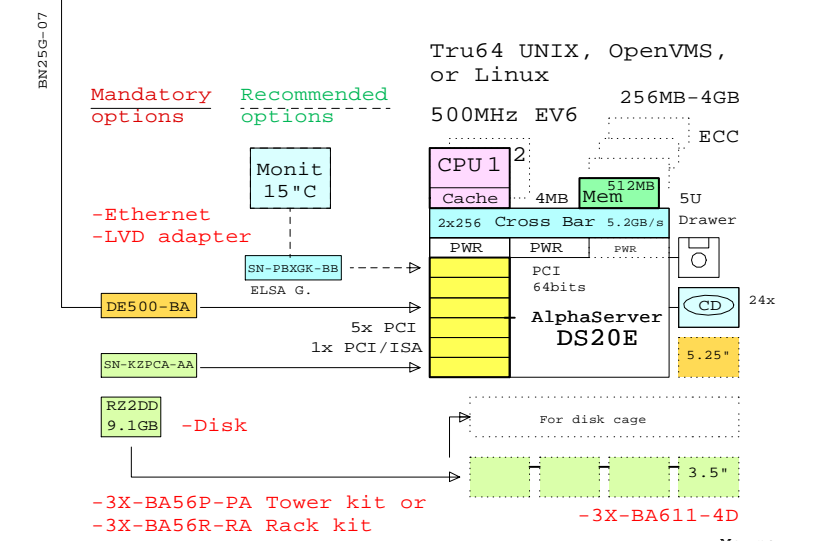 BN25G-07
Tru64 UNIX, OpenVMS,
or Linux
Mandatory
options
Recommended
options
256MB-4GB
500MHz EV6
ECC
2
CPU 1
Monit
15"C
512MB
Mem
Cache
4MB
5U
Drawer
-Ethernet
-LVD adapter
2x256 Cross Bar 5.2GB/s
PWR
PWR
PWR
SN-PBXGK-BB
ELSA G.
PCI
64bits
DE500-BA
CD
24x
AlphaServer
DS20E
5x PCI
1x PCI/ISA
5.25"
SN-KZPCA-AA
RZ2DD
9.1GB
-Disk
For disk cage
3.5"
-3X-BA56P-PA Tower kit or
-3X-BA56R-RA Rack kit
-3X-BA611-4D